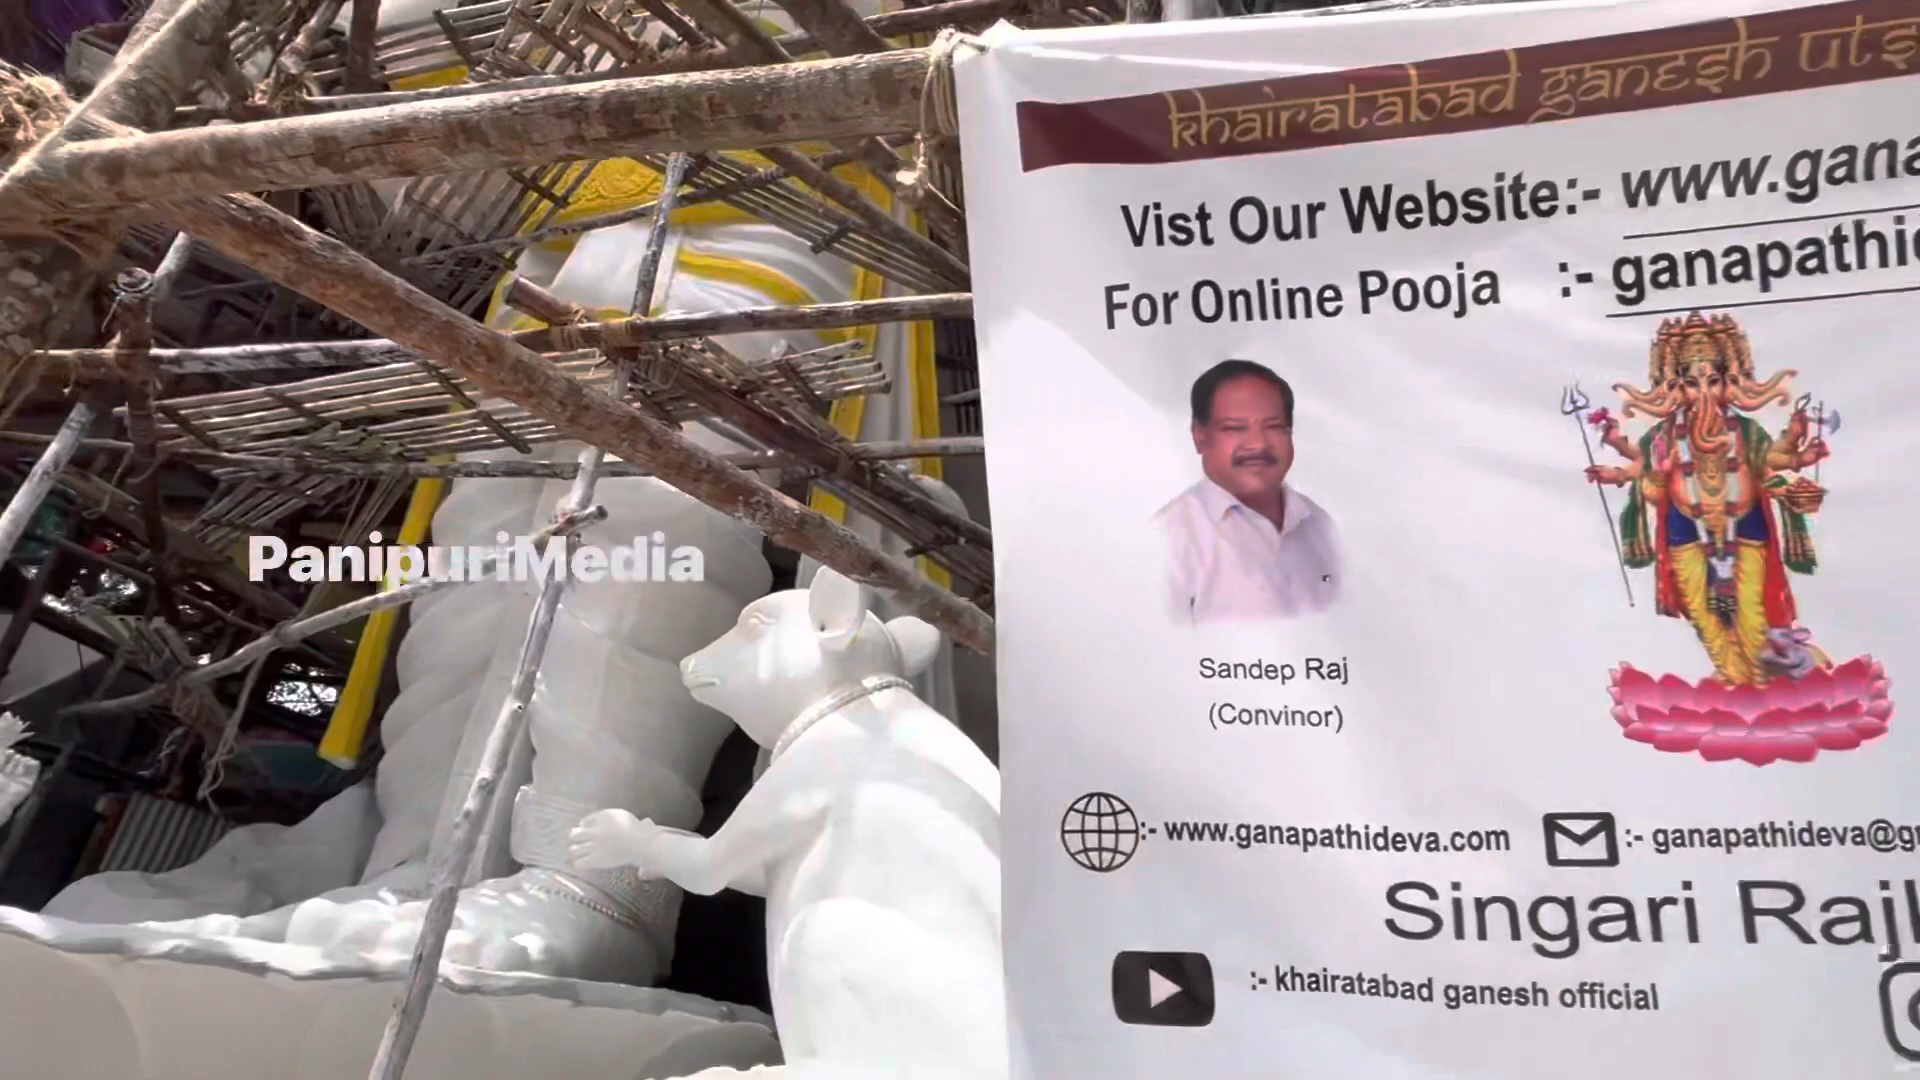 khairatabad ganesh uts
Vist Our Website:- www.gana
For Online Pooja :- ganapathi
PanipuriMedia
Sandep Raj
(Convinor)
:- www.ganapathideva.com
:- ganapathideva@g
Singari Raj
:- khairatabad ganesh official